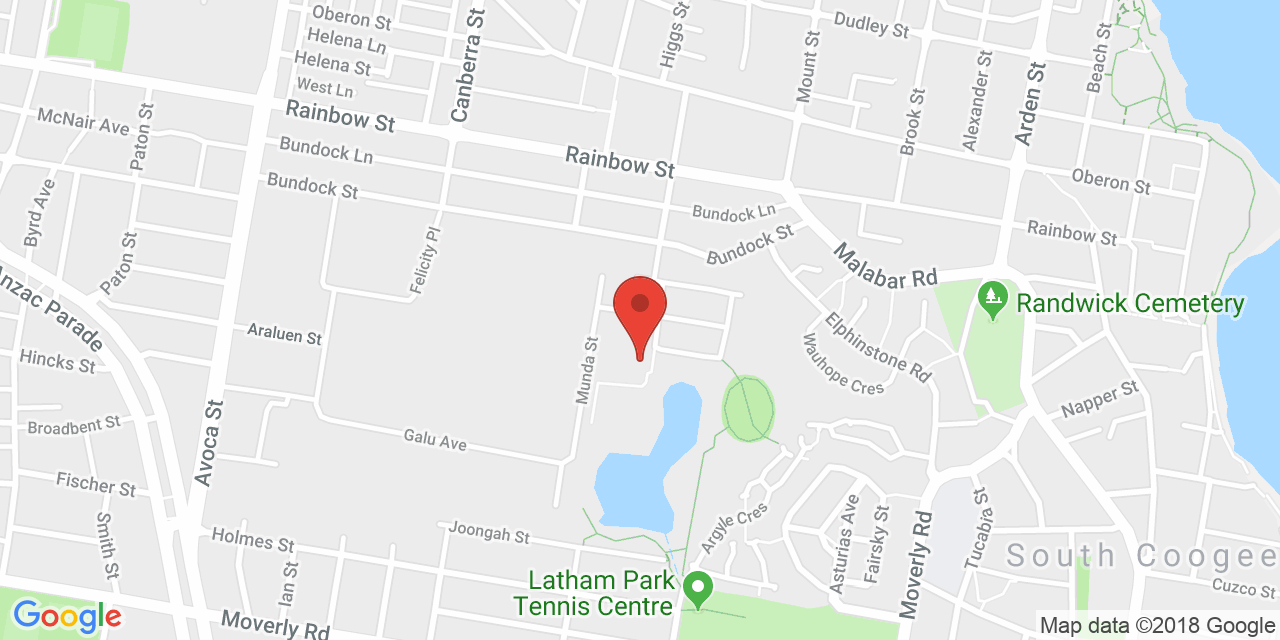 Oberon St
Helena Ln
Helena St
West Ln
Canberra St
Higgs St
Dudley St
Mount St
Brook St
Alexander St
Arden St
Beach St
McNair Ave
Paton St
Rainbow St
Rainbow St
Bundock Ln
Bundock St
Oberon St
Byrd Ave
Paton St
Felicity Pl
Bundock Ln
Bundock St
Malabar Rd
Rainbow St
Anzac Parade
Araluen St
Hincks St
Munda St
Elphinstone Rd
Wauhope Cres
Randwick Cemetery
Napper St
Broadbent St
Avoca St
Galu Ave
Fischer St
Smith St
Holmes St
Joongah St
Ian St
Argyle Cres
Asturias Ave
Fairsky St
Moverly Rd
Tucabia St
South Coogee
Cuzco St
Latham Park
Tennis Centre
Moverly Rd
Google
Map data ©2018 Google